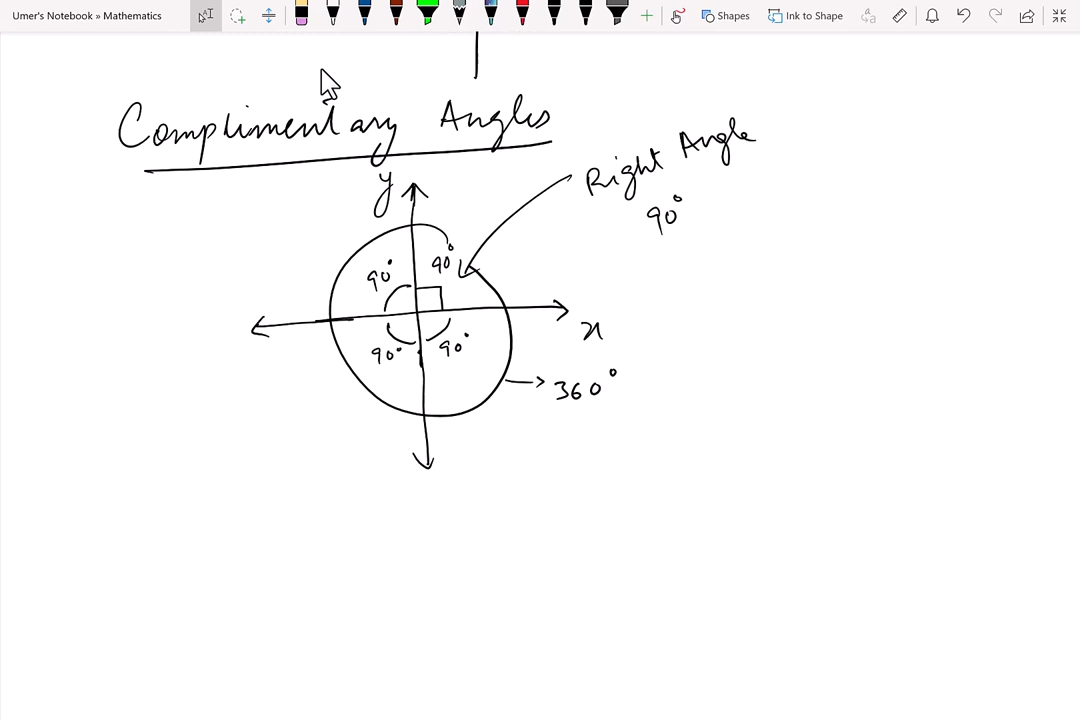 Umer's Notebook » Mathematics
Shapes
Ink to Shape
Complimentary Angles
Right Angle
90°
y
90°
90°
x
90°
90°
360°